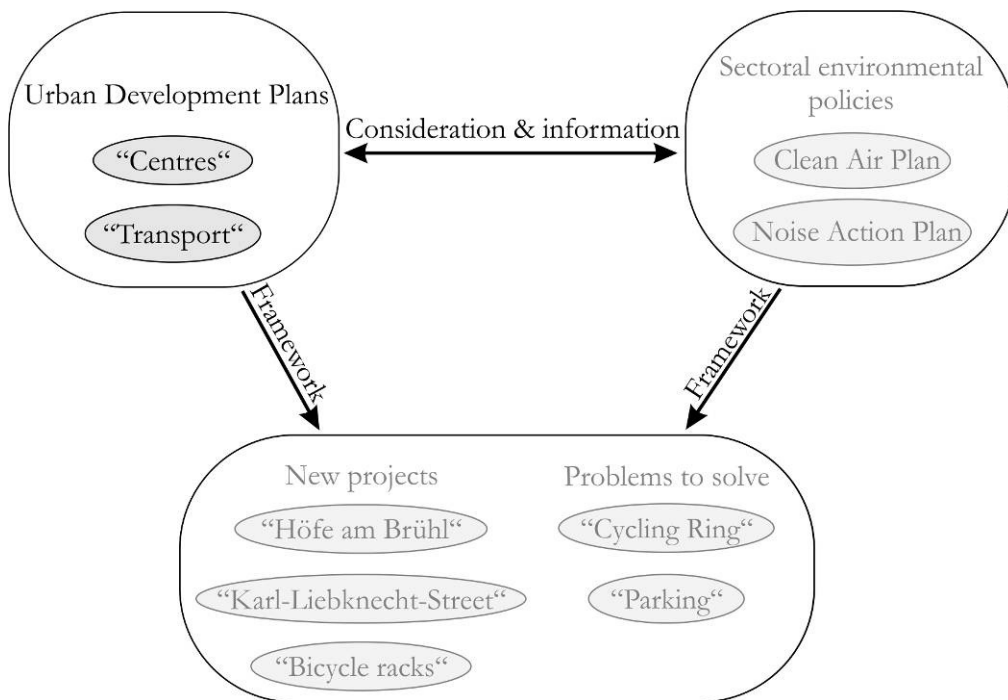 Urban Development Plans
“Centres“
“Transport“
Consideration & information
Sectoral environmental
policies
Clean Air Plan
Noise Action Plan
Framework
Framework
New projects
“Höfe am Brühl“
“Karl-Liebknecht-Street“
“Bicycle racks“
Problems to solve
“Cycling Ring“
“Parking“